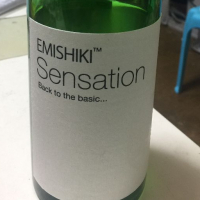 EMISHIKI™
Sensation
Back to the basic...